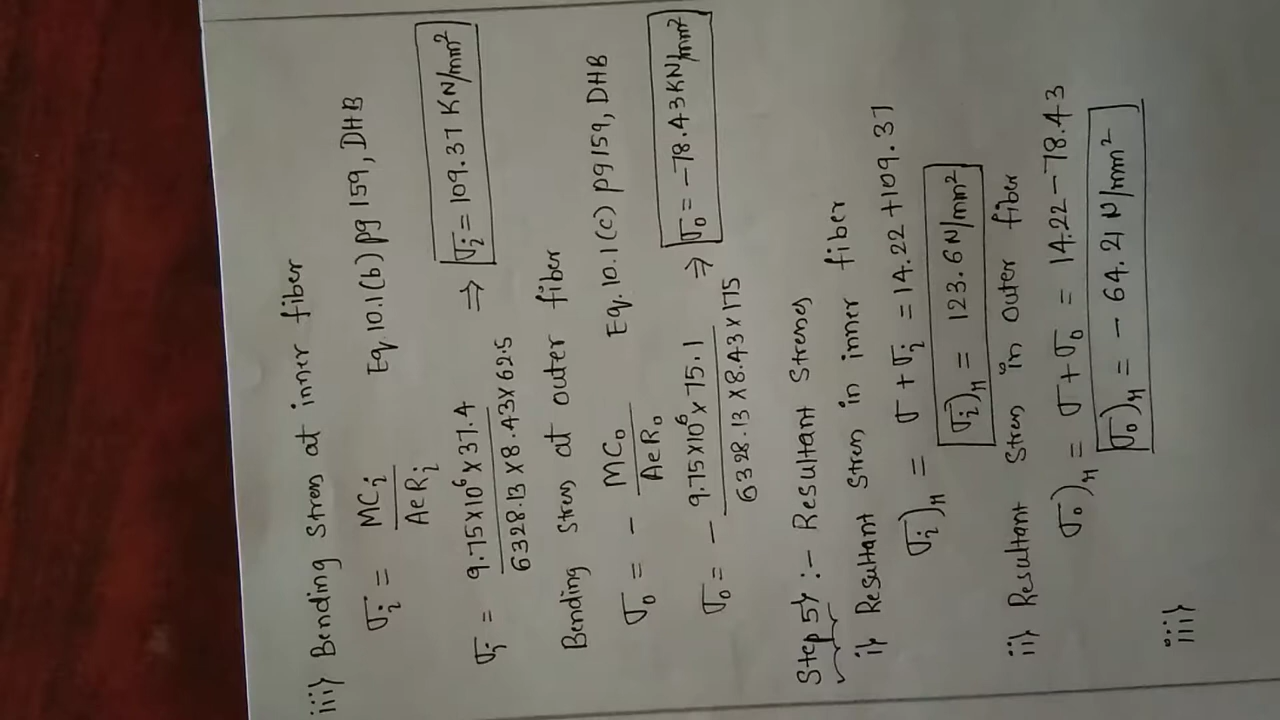 iii} Bending Stress at inner fiber
σi = MCi / AeRi Eq 10.1(b) pg 159, DHB
σi = 9.75×10⁶×37.4 / 6328.13×8.43×62.5 ⇒ σi = 109.37 KN/mm²
Bending Stress at outer fiber
σo = - MCo / AeRo Eq. 10.1(c) pg 159, DHB
σo = - 9.75×10⁶×75.1 / 6328.13×8.43×175 ⇒ σo = -78.43 KN/mm²
Step 5} :- Resultant Stresses
i} Resultant Stress in inner fiber
σi)r = σ + σi = 14.22 + 109.37
σi)r = 123.6 N/mm²
ii} Resultant Stress in outer fiber
σo)r = σ + σo = 14.22 - 78.43
σo)r = - 64.21 N/mm²
iii}